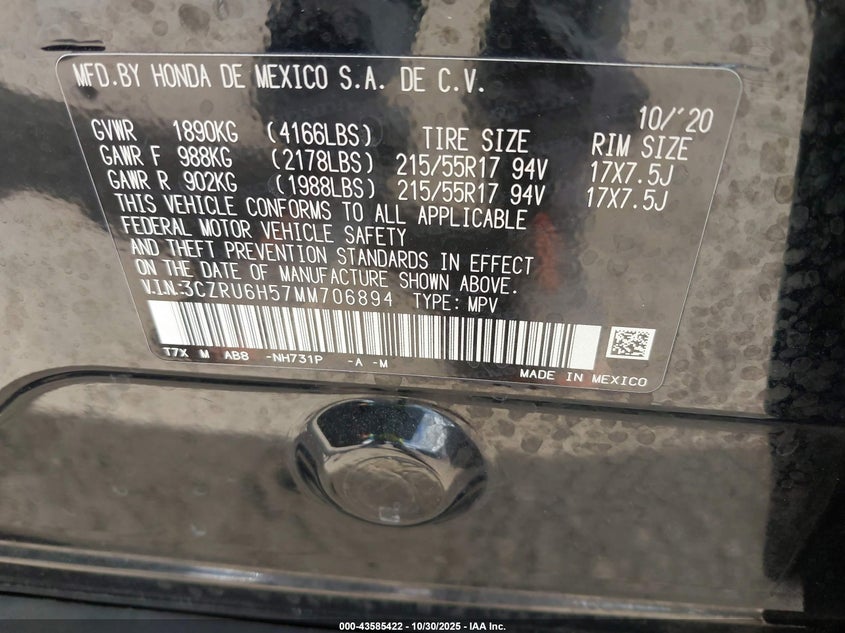 MFD.BY HONDA DE MEXICO S.A. DE C.V.
10/'20
GVWR 1890KG (4166LBS) TIRE SIZE RIM SIZE
GAWR F 988KG (2178LBS) 215/55R17 94V 17X7.5J
GAWR R 902KG (1988LBS) 215/55R17 94V 17X7.5J
THIS VEHICLE CONFORMS TO ALL APPLICABLE
FEDERAL MOTOR VEHICLE SAFETY
AND THEFT PREVENTION STANDARDS IN EFFECT
ON THE DATE OF MANUFACTURE SHOWN ABOVE.
V.I.N:3CZRU6H57MM706894 TYPE: MPV
T7X M AB8 -NH731P -A -M
MADE IN MEXICO
000-43585422 - 10/30/2025 - IAA Inc.